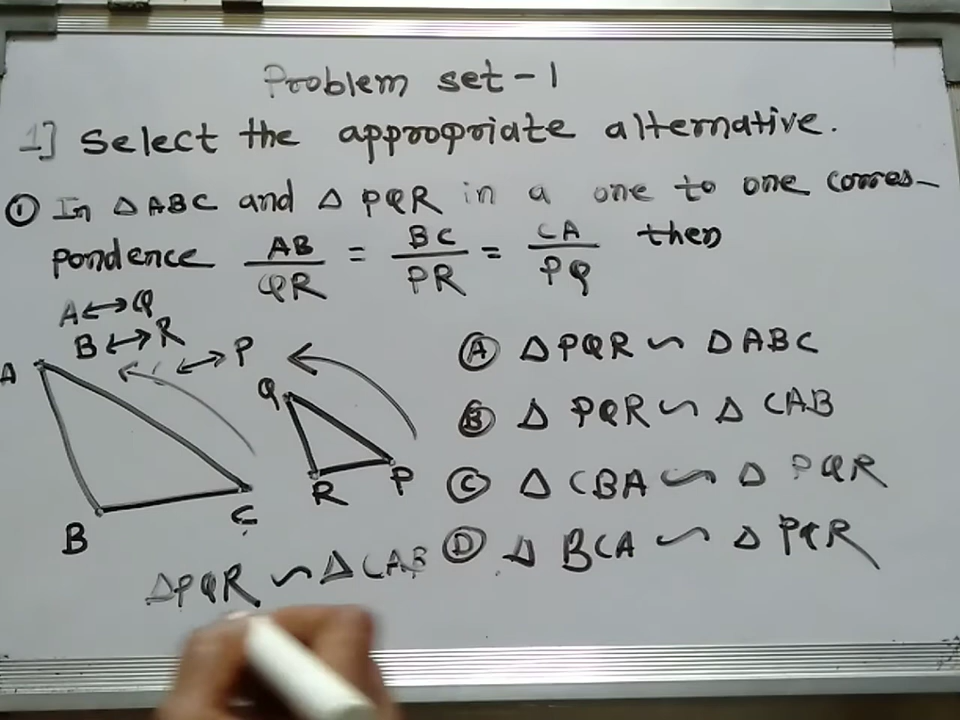 Problem set-1
1] Select the appropriate alternative.
① In △ABC and △PQR in a one to one corres-
pondence AB/QR = BC/PR = CA/PQ then
A↔Q
B↔R
↔P
A
B
C
Q
R
P
Ⓐ △PQR ∽ △ABC
Ⓑ △ PQR ∽ △ CAB
Ⓒ △ CBA ∽ △ PQR
Ⓓ △ BCA ∽ △ PQR
△PQR ∽ △CAB